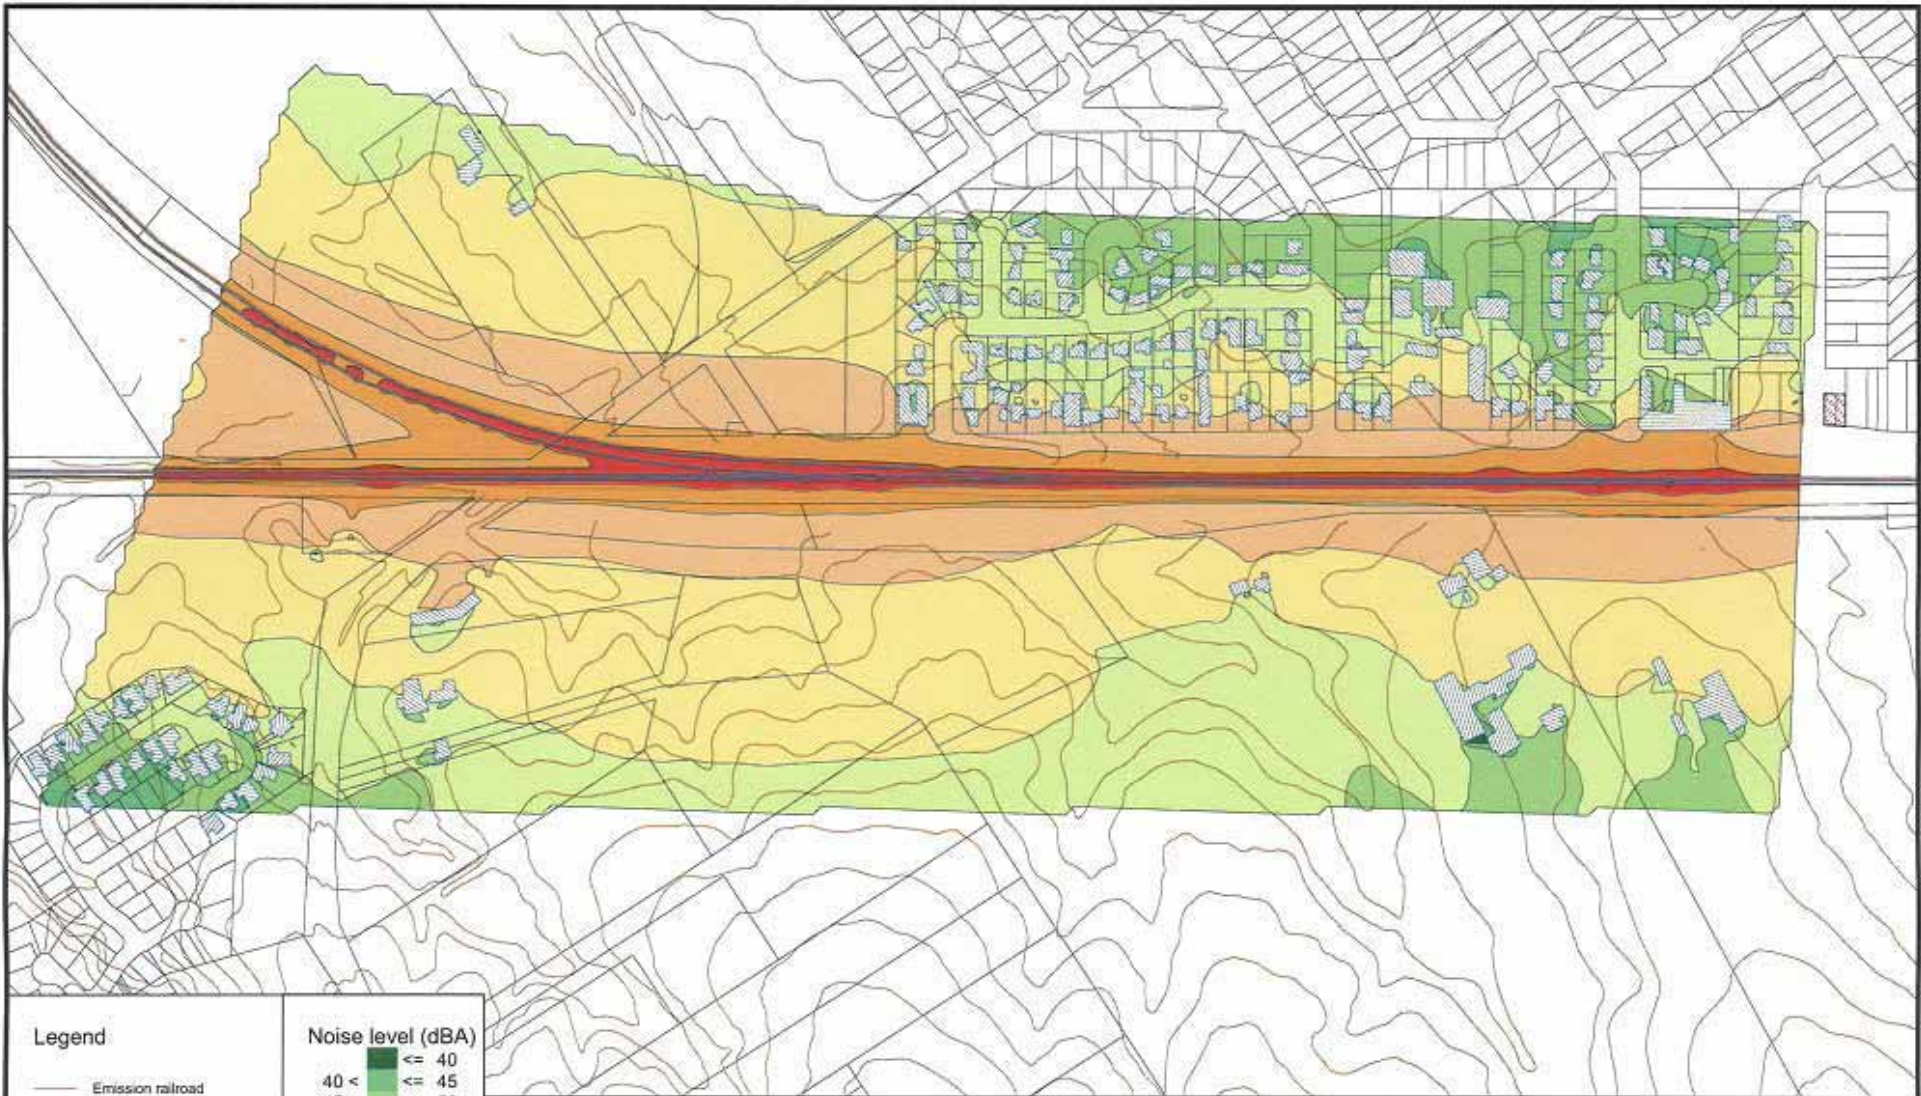 Legend
Emission railroad
Noise level (dBA)
<= 40
40 < <= 45